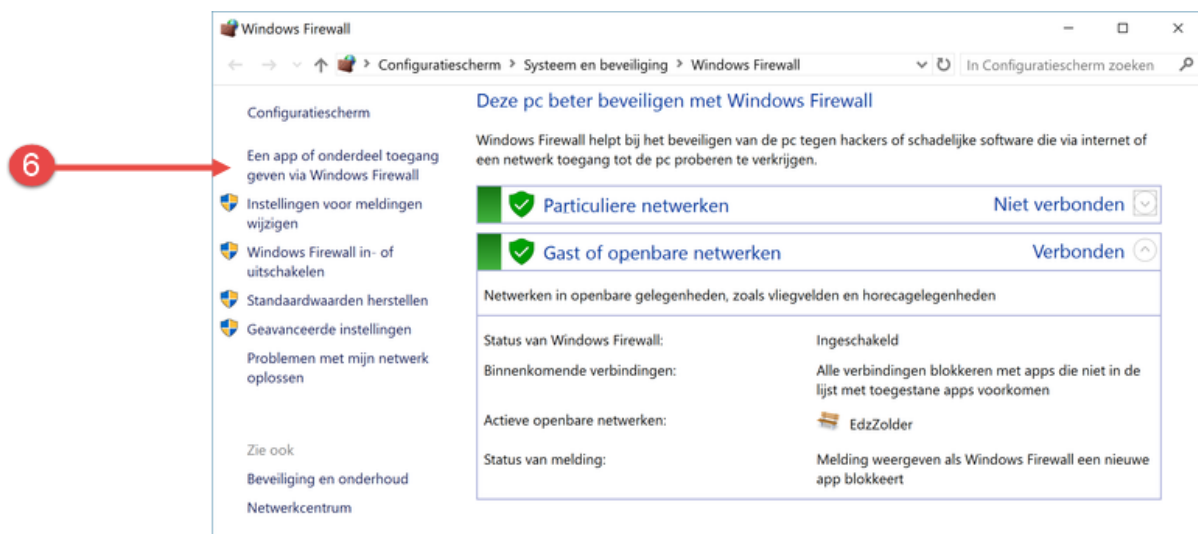 Windows Firewall
Configuratiescherm > Systeem en beveiliging > Windows Firewall
In Configuratiescherm zoeken
6
Configuratiescherm
Een app of onderdeel toegang
geven via Windows Firewall
Instellingen voor meldingen
wijzigen
Windows Firewall in- of
uitschakelen
Standaardwaarden herstellen
Geavanceerde instellingen
Problemen met mijn netwerk
oplossen
Zie ook
Beveiliging en onderhoud
Netwerkcentrum
Deze pc beter beveiligen met Windows Firewall
Windows Firewall helpt bij het beveiligen van de pc tegen hackers of schadelijke software die via internet of
een netwerk toegang tot de pc proberen te verkrijgen.
Particuliere netwerken Niet verbonden
Gast of openbare netwerken Verbonden
Netwerken in openbare gelegenheden, zoals vliegvelden en horecagelegenheden
Status van Windows Firewall: Ingeschakeld
Binnenkomende verbindingen: Alle verbindingen blokkeren met apps die niet in de
lijst met toegestane apps voorkomen
Actieve openbare netwerken: EdzZolder
Status van melding: Melding weergeven als Windows Firewall een nieuwe
app blokkeert